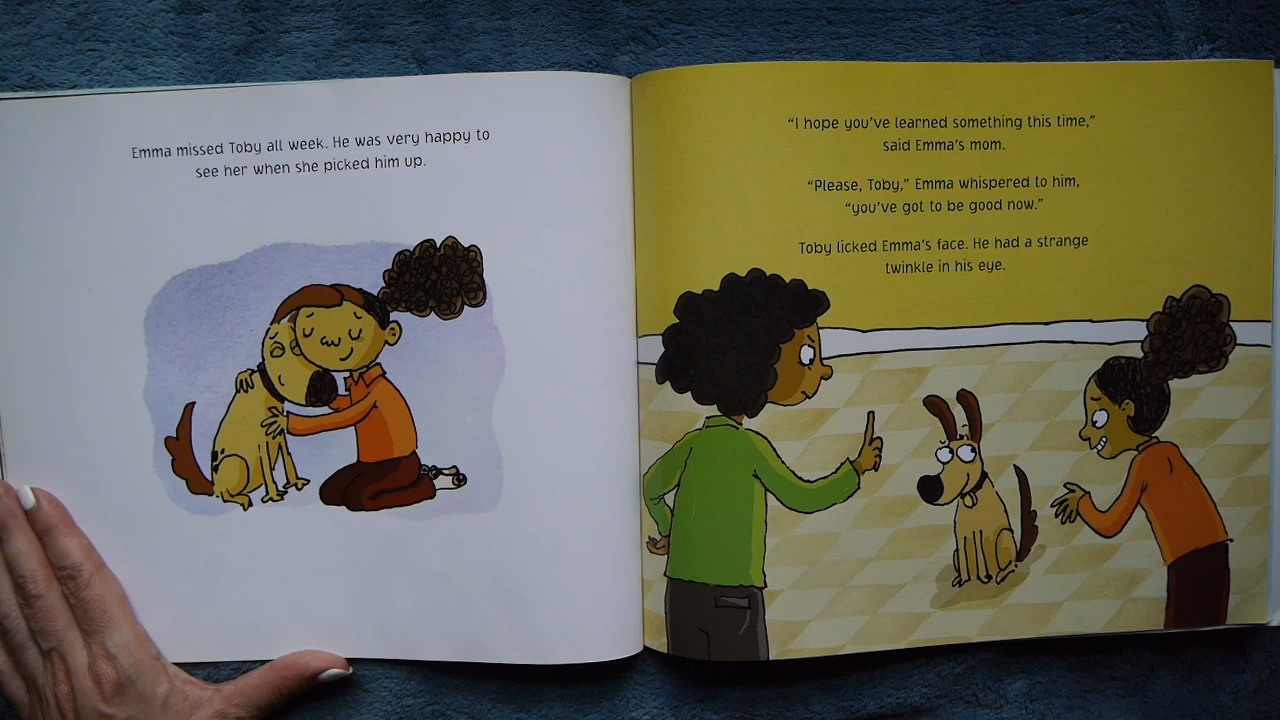 Emma missed Toby all week. He was very happy to
see her when she picked him up.
“I hope you’ve learned something this time,”
said Emma’s mom.
“Please, Toby,” Emma whispered to him,
“you’ve got to be good now.”
Toby licked Emma’s face. He had a strange
twinkle in his eye.